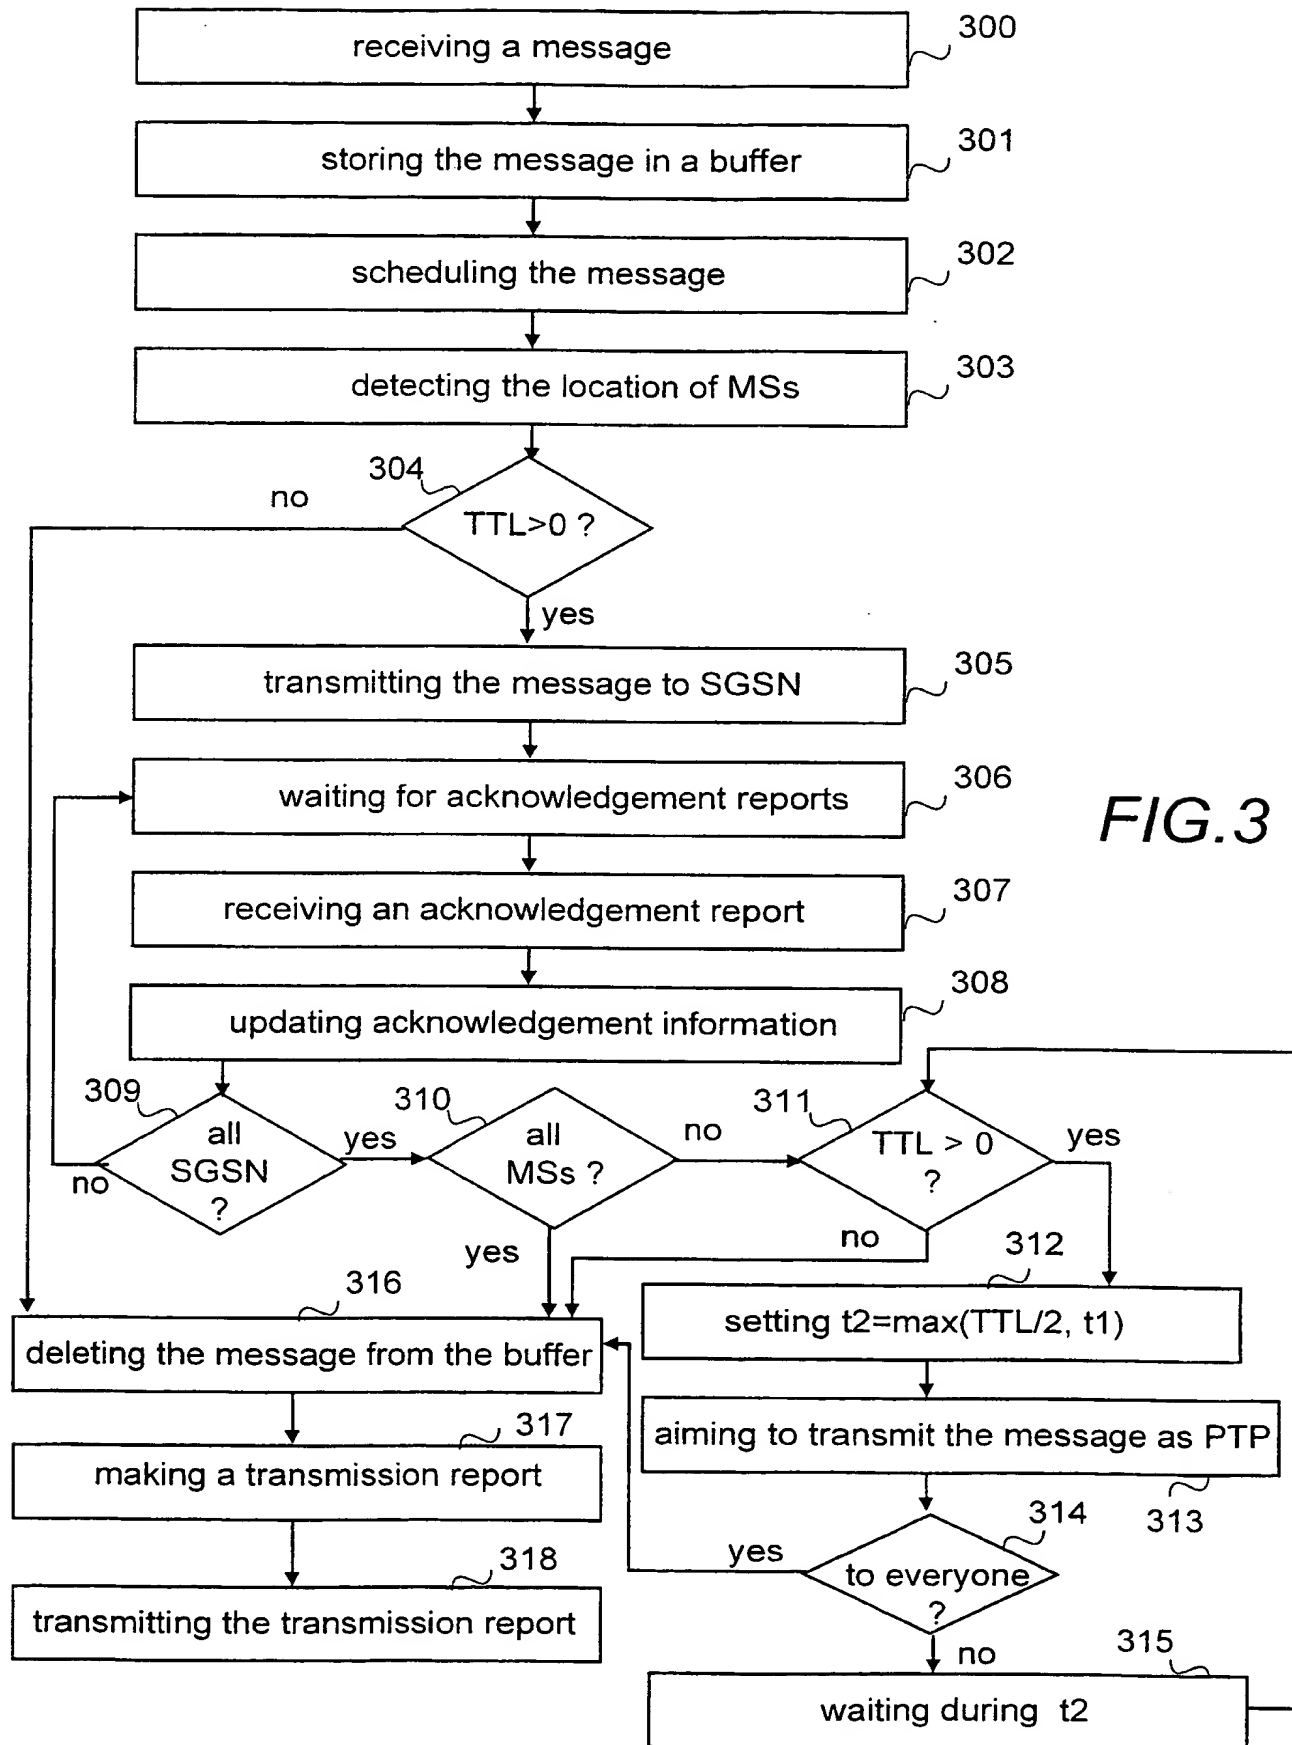 receiving a message
300
storing the message in a buffer
301
scheduling the message
302
detecting the location of MSs
303
304
no
TTL>0 ?
yes
transmitting the message to SGSN
305
waiting for acknowledgement reports
306
FIG.3
receiving an acknowledgement report
307
updating acknowledgement information
308
309
all
SGSN
?
no
yes
310
all
MSs ?
no
yes
311
TTL > 0
?
yes
no
312
setting t2=max(TTL/2, t1)
316
deleting the message from the buffer
aiming to transmit the message as PTP
313
317
making a transmission report
314
to everyone
?
yes
no
318
transmitting the transmission report
315
waiting during t2